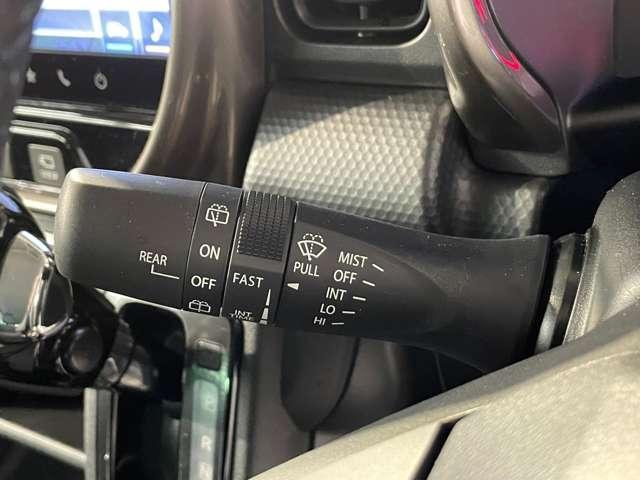 REAR
ON
OFF
FAST
INT
TIME
PULL
MIST
OFF
INT
LO
HI
R
N